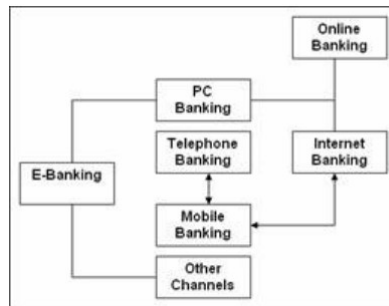 Online
Banking
PC
Banking
Telephone
Banking
Internet
Banking
E-Banking
Mobile
Banking
Other
Channels